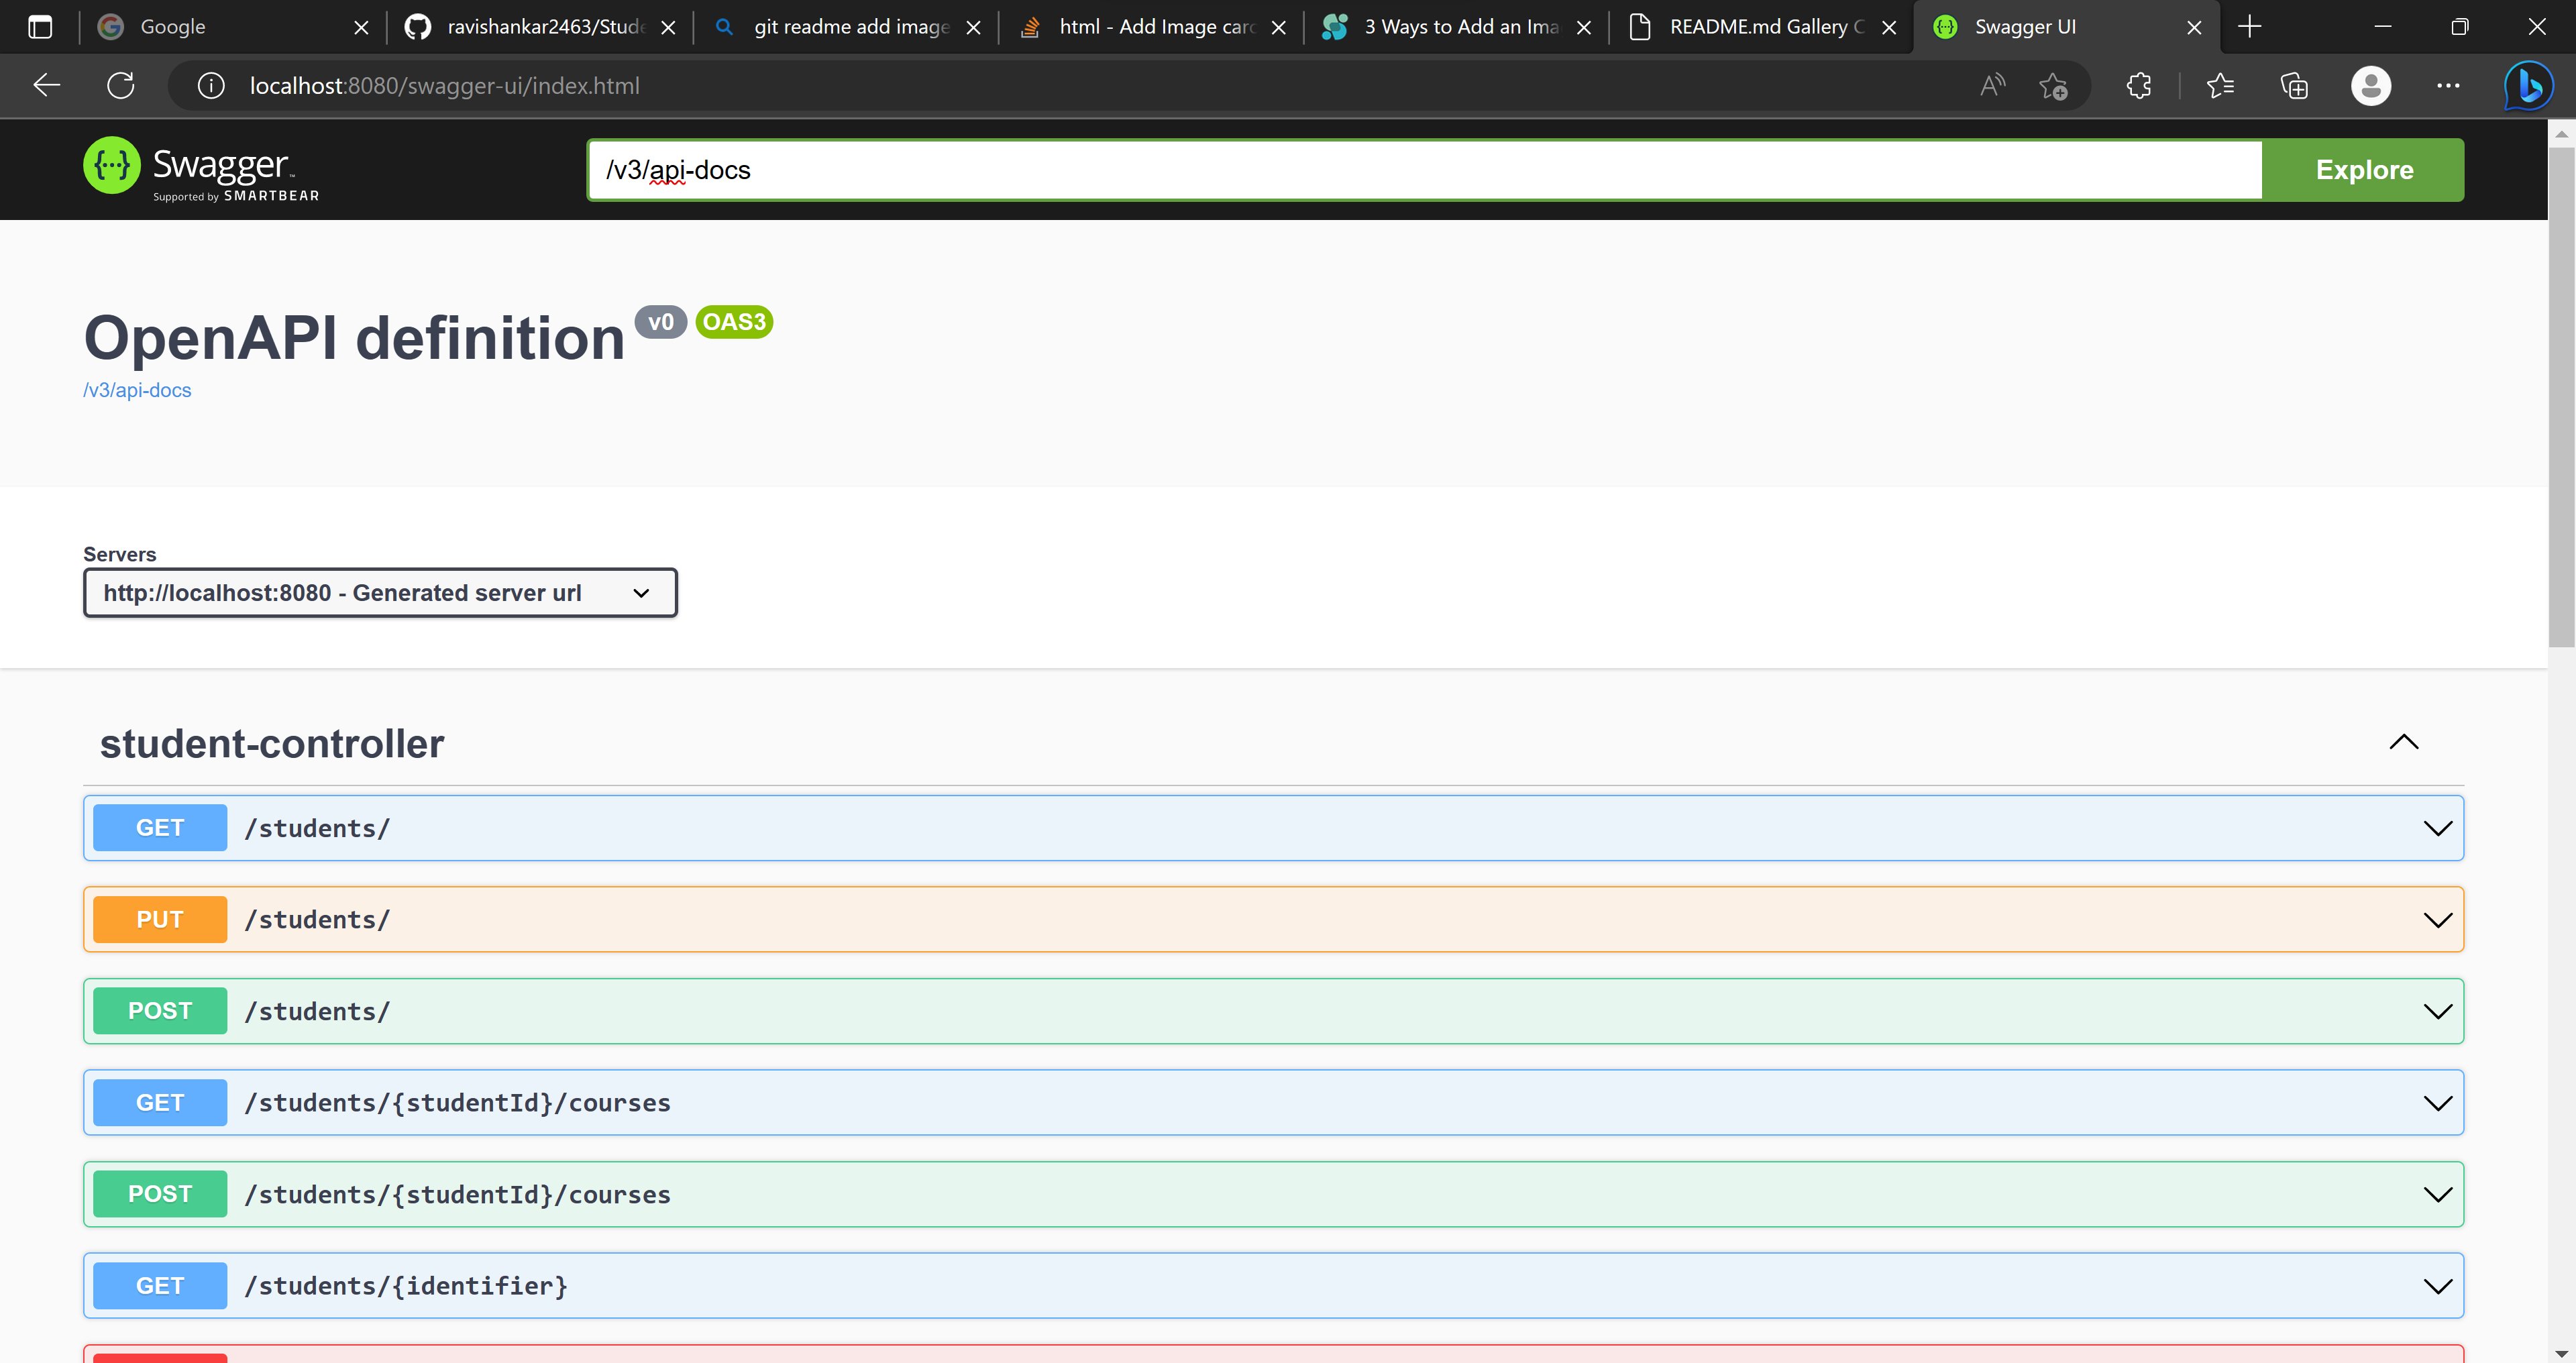 Google
ravishankar2463/Stude
git readme add image
html - Add Image carc
3 Ways to Add an Ima
README.md Gallery C
Swagger UI
localhost:8080/swagger-ui/index.html
Swagger™
Supported by SMARTBEAR
/v3/api-docs
Explore
OpenAPI definition v0 OAS3
/v3/api-docs
Servers
http://localhost:8080 - Generated server url
student-controller
GET /students/
PUT /students/
POST /students/
GET /students/{studentId}/courses
POST /students/{studentId}/courses
GET /students/{identifier}